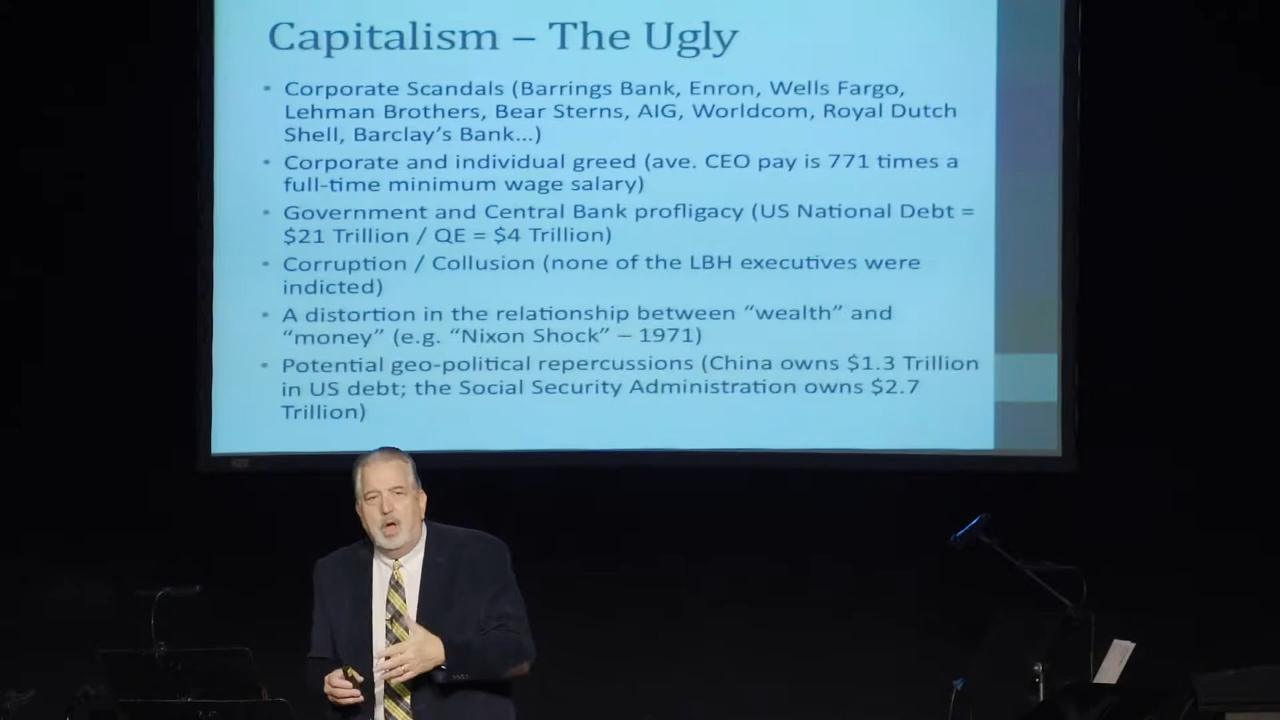 Capitalism – The Ugly
• Corporate Scandals (Barrings Bank, Enron, Wells Fargo,
Lehman Brothers, Bear Sterns, AIG, Worldcom, Royal Dutch
Shell, Barclay's Bank...)
• Corporate and individual greed (ave. CEO pay is 771 times a
full-time minimum wage salary)
• Government and Central Bank profligacy (US National Debt =
$21 Trillion / QE = $4 Trillion)
• Corruption / Collusion (none of the LBH executives were
indicted)
• A distortion in the relationship between “wealth” and
“money” (e.g. “Nixon Shock” – 1971)
• Potential geo-political repercussions (China owns $1.3 Trillion
in US debt; the Social Security Administration owns $2.7
Trillion)